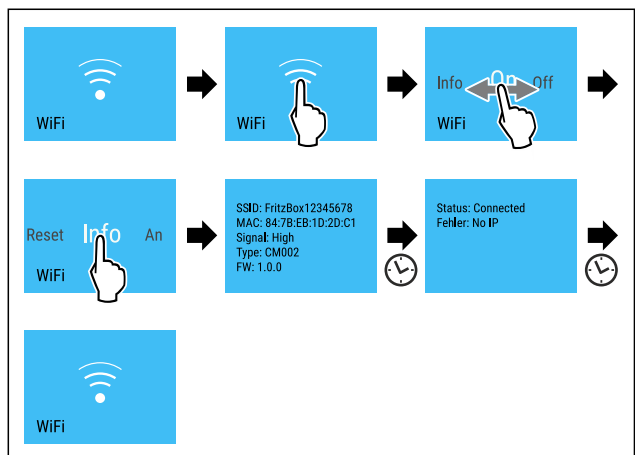 WiFi
WiFi
Info On Off
WiFi
Reset Info An
WiFi
SSID: FritzBox12345678
MAC: 84:7B:EB:1D:2D:C1
Signal: High
Type: CM002
FW: 1.0.0
Status: Connected
Fehler: No IP
WiFi